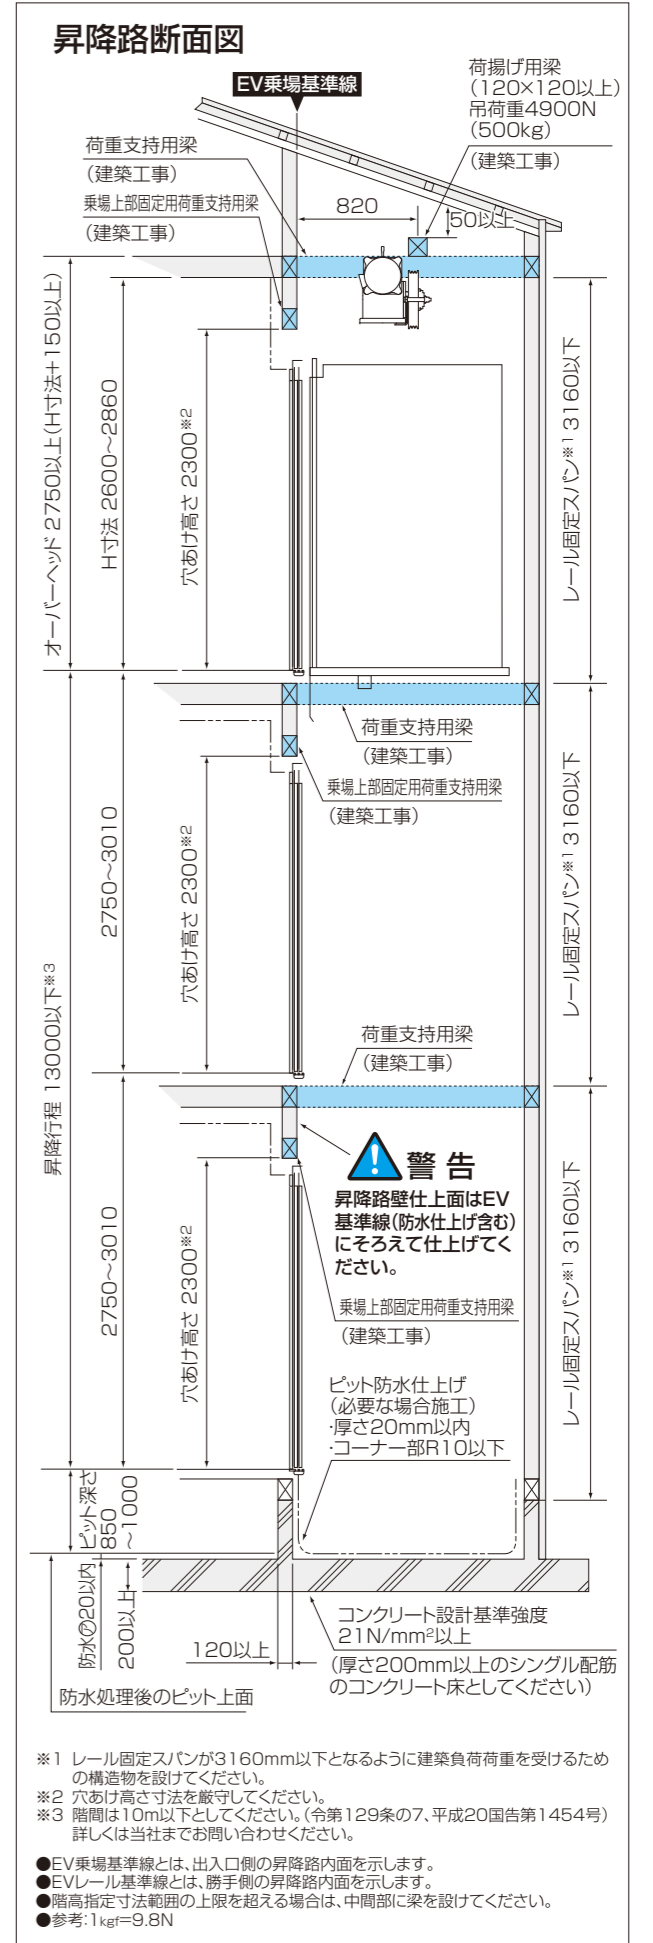 昇降路断面図
EV乗場基準線
荷揚げ用梁
(120×120以上)
吊荷重4900N
(500kg)
(建築工事)
荷重支持用梁
(建築工事)
乗場上部固定用荷重支持用梁
(建築工事)
820
50以上
オーバーヘッド 2750以上(H寸法+150以上)
H寸法 2600～2860
穴あけ高さ 2300※2
レール固定スパン※1 3160以下
荷重支持用梁
(建築工事)
乗場上部固定用荷重支持用梁
(建築工事)
昇降行程 13000以下※3
2750～3010
穴あけ高さ 2300※2
レール固定スパン※1 3160以下
荷重支持用梁
(建築工事)
警告
昇降路壁仕上面はEV
基準線(防水仕上げ含む)
にそろえて仕上げてく
ださい。
2750～3010
穴あけ高さ 2300※2
レール固定スパン※1 3160以下
乗場上部固定用荷重支持用梁
(建築工事)
ピット防水仕上げ
(必要な場合施工)
・厚さ20mm以内
・コーナー部R10以下
ピット深さ
850
～1000
防水㋐20以内
200以上
120以上
コンクリート設計基準強度
21N/mm²以上
(厚さ200mm以上のシングル配筋
のコンクリート床としてください)
防水処理後のピット上面
※1 レール固定スパンが3160mm以下となるように建築負荷荷重を受けるため
の構造物を設けてください。
※2 穴あけ高さ寸法を厳守してください。
※3 階間は10m以下としてください。(令第129条の7、平成20国告第1454号)
詳しくは当社までお問い合わせください。
●EV乗場基準線とは、出入口側の昇降路内面を示します。
●EVレール基準線とは、勝手側の昇降路内面を示します。
●階高指定寸法範囲の上限を超える場合は、中間部に梁を設けてください。
●参考:1kgf=9.8N